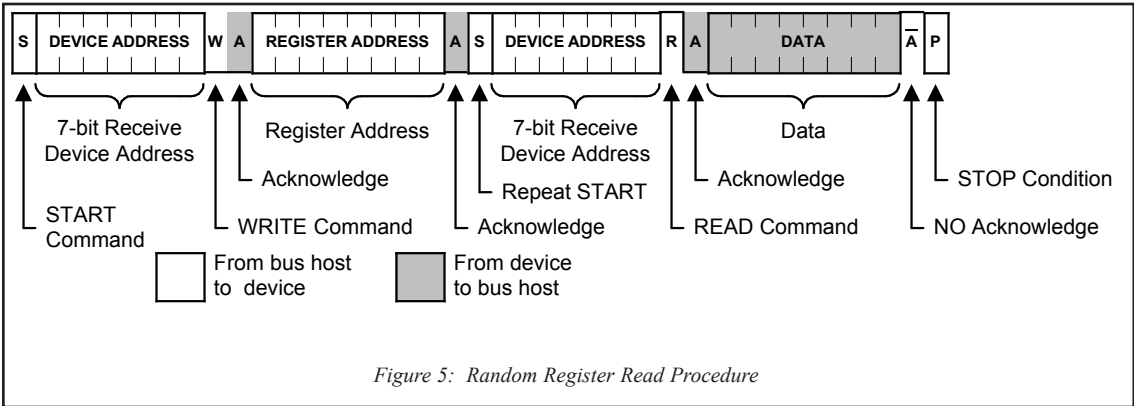 S DEVICE ADDRESS W A REGISTER ADDRESS A S DEVICE ADDRESS R A DATA A̅ P
7-bit Receive
Device Address
Register Address
7-bit Receive
Device Address
Data
Acknowledge
Repeat START
Acknowledge
STOP Condition
START
Command
WRITE Command
Acknowledge
READ Command
NO Acknowledge
From bus host
to device
From device
to bus host
Figure 5: Random Register Read Procedure